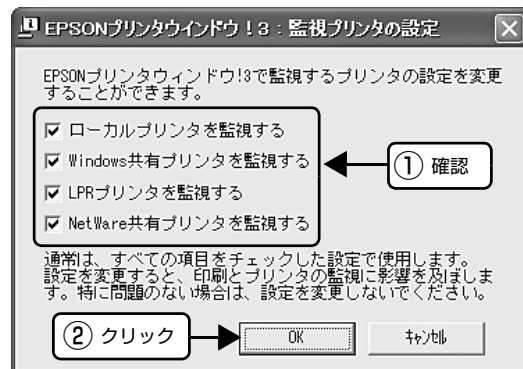 EPSONプリンタウインドウ!3:監視プリンタの設定
EPSONプリンタウィンドウ!3で監視するプリンタの設定を変更
することができます。
ローカルプリンタを監視する
Windows共有プリンタを監視する
① 確認
LPRプリンタを監視する
NetWare共有プリンタを監視する
通常は、すべての項目をチェックした設定で使用します。
設定を変更すると、印刷とプリンタの監視に影響を及ぼしま
す。特に問題のない場合は、設定を変更しないでください。
② クリック
OK
キャンセル